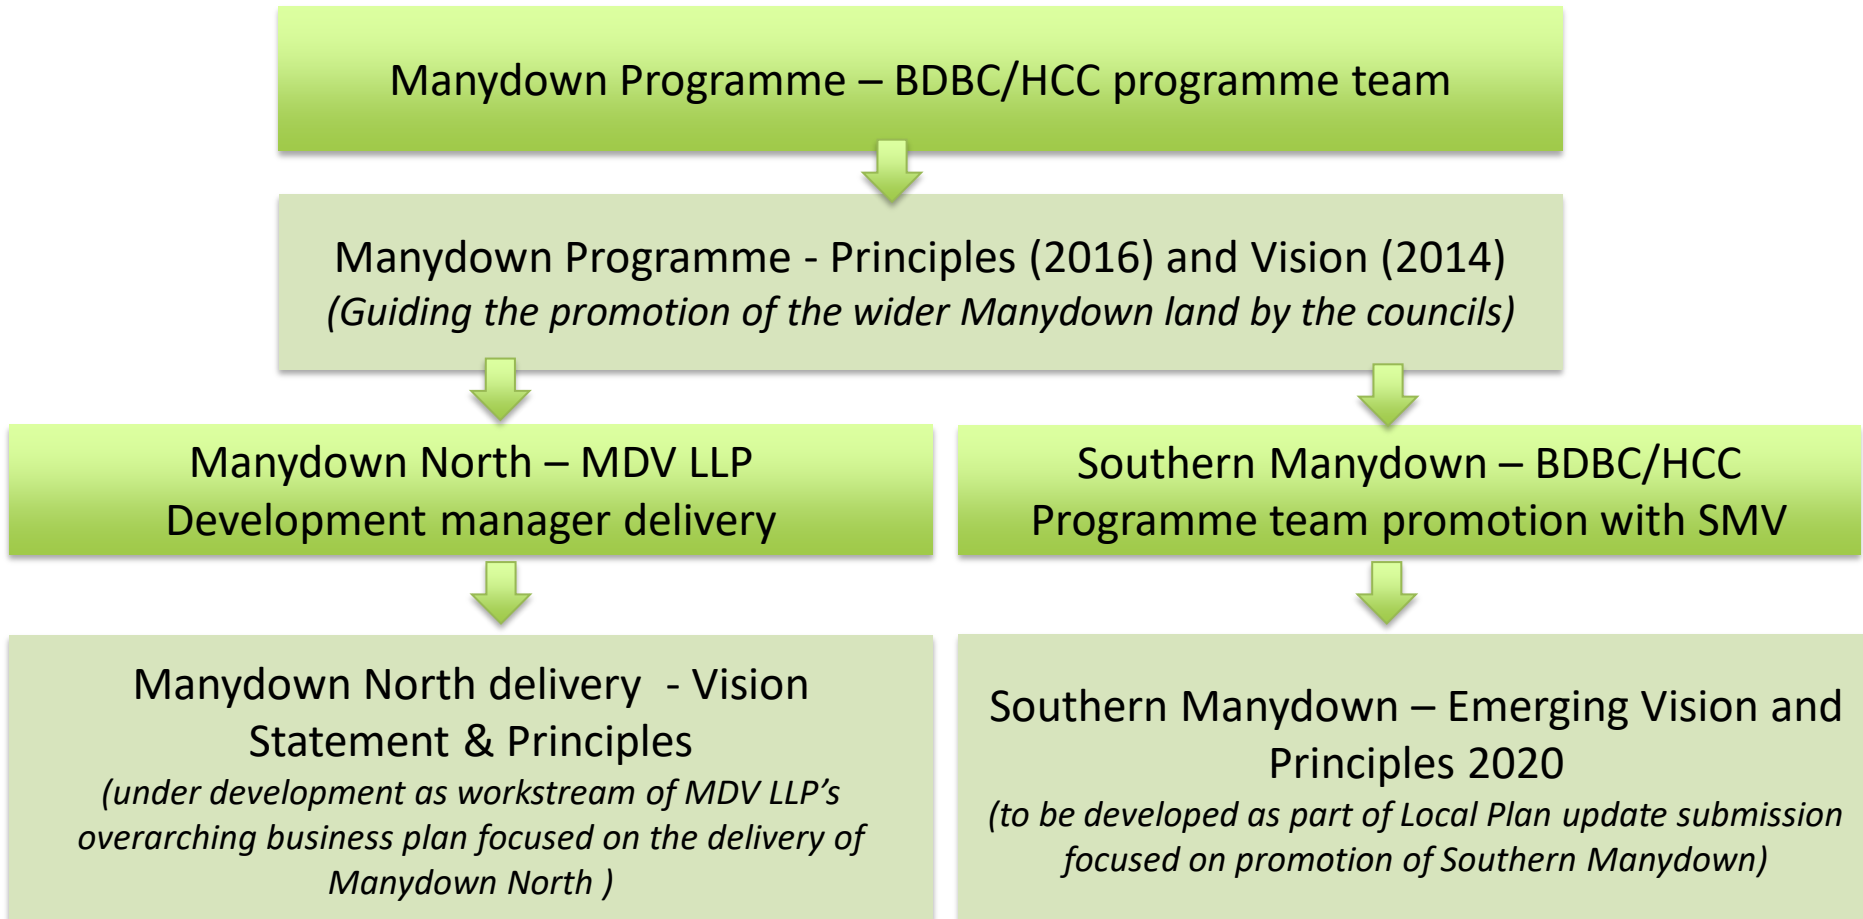 Manydown Programme – BDBC/HCC programme team
Manydown Programme - Principles (2016) and Vision (2014)
(Guiding the promotion of the wider Manydown land by the councils)
Manydown North – MDV LLP
Development manager delivery
Southern Manydown – BDBC/HCC
Programme team promotion with SMV
Manydown North delivery  - Vision
Statement & Principles
(under development as workstream of MDV LLP’s
overarching business plan focused on the delivery of
Manydown North )
Southern Manydown – Emerging Vision and
Principles 2020
(to be developed as part of Local Plan update submission
focused on promotion of Southern Manydown)